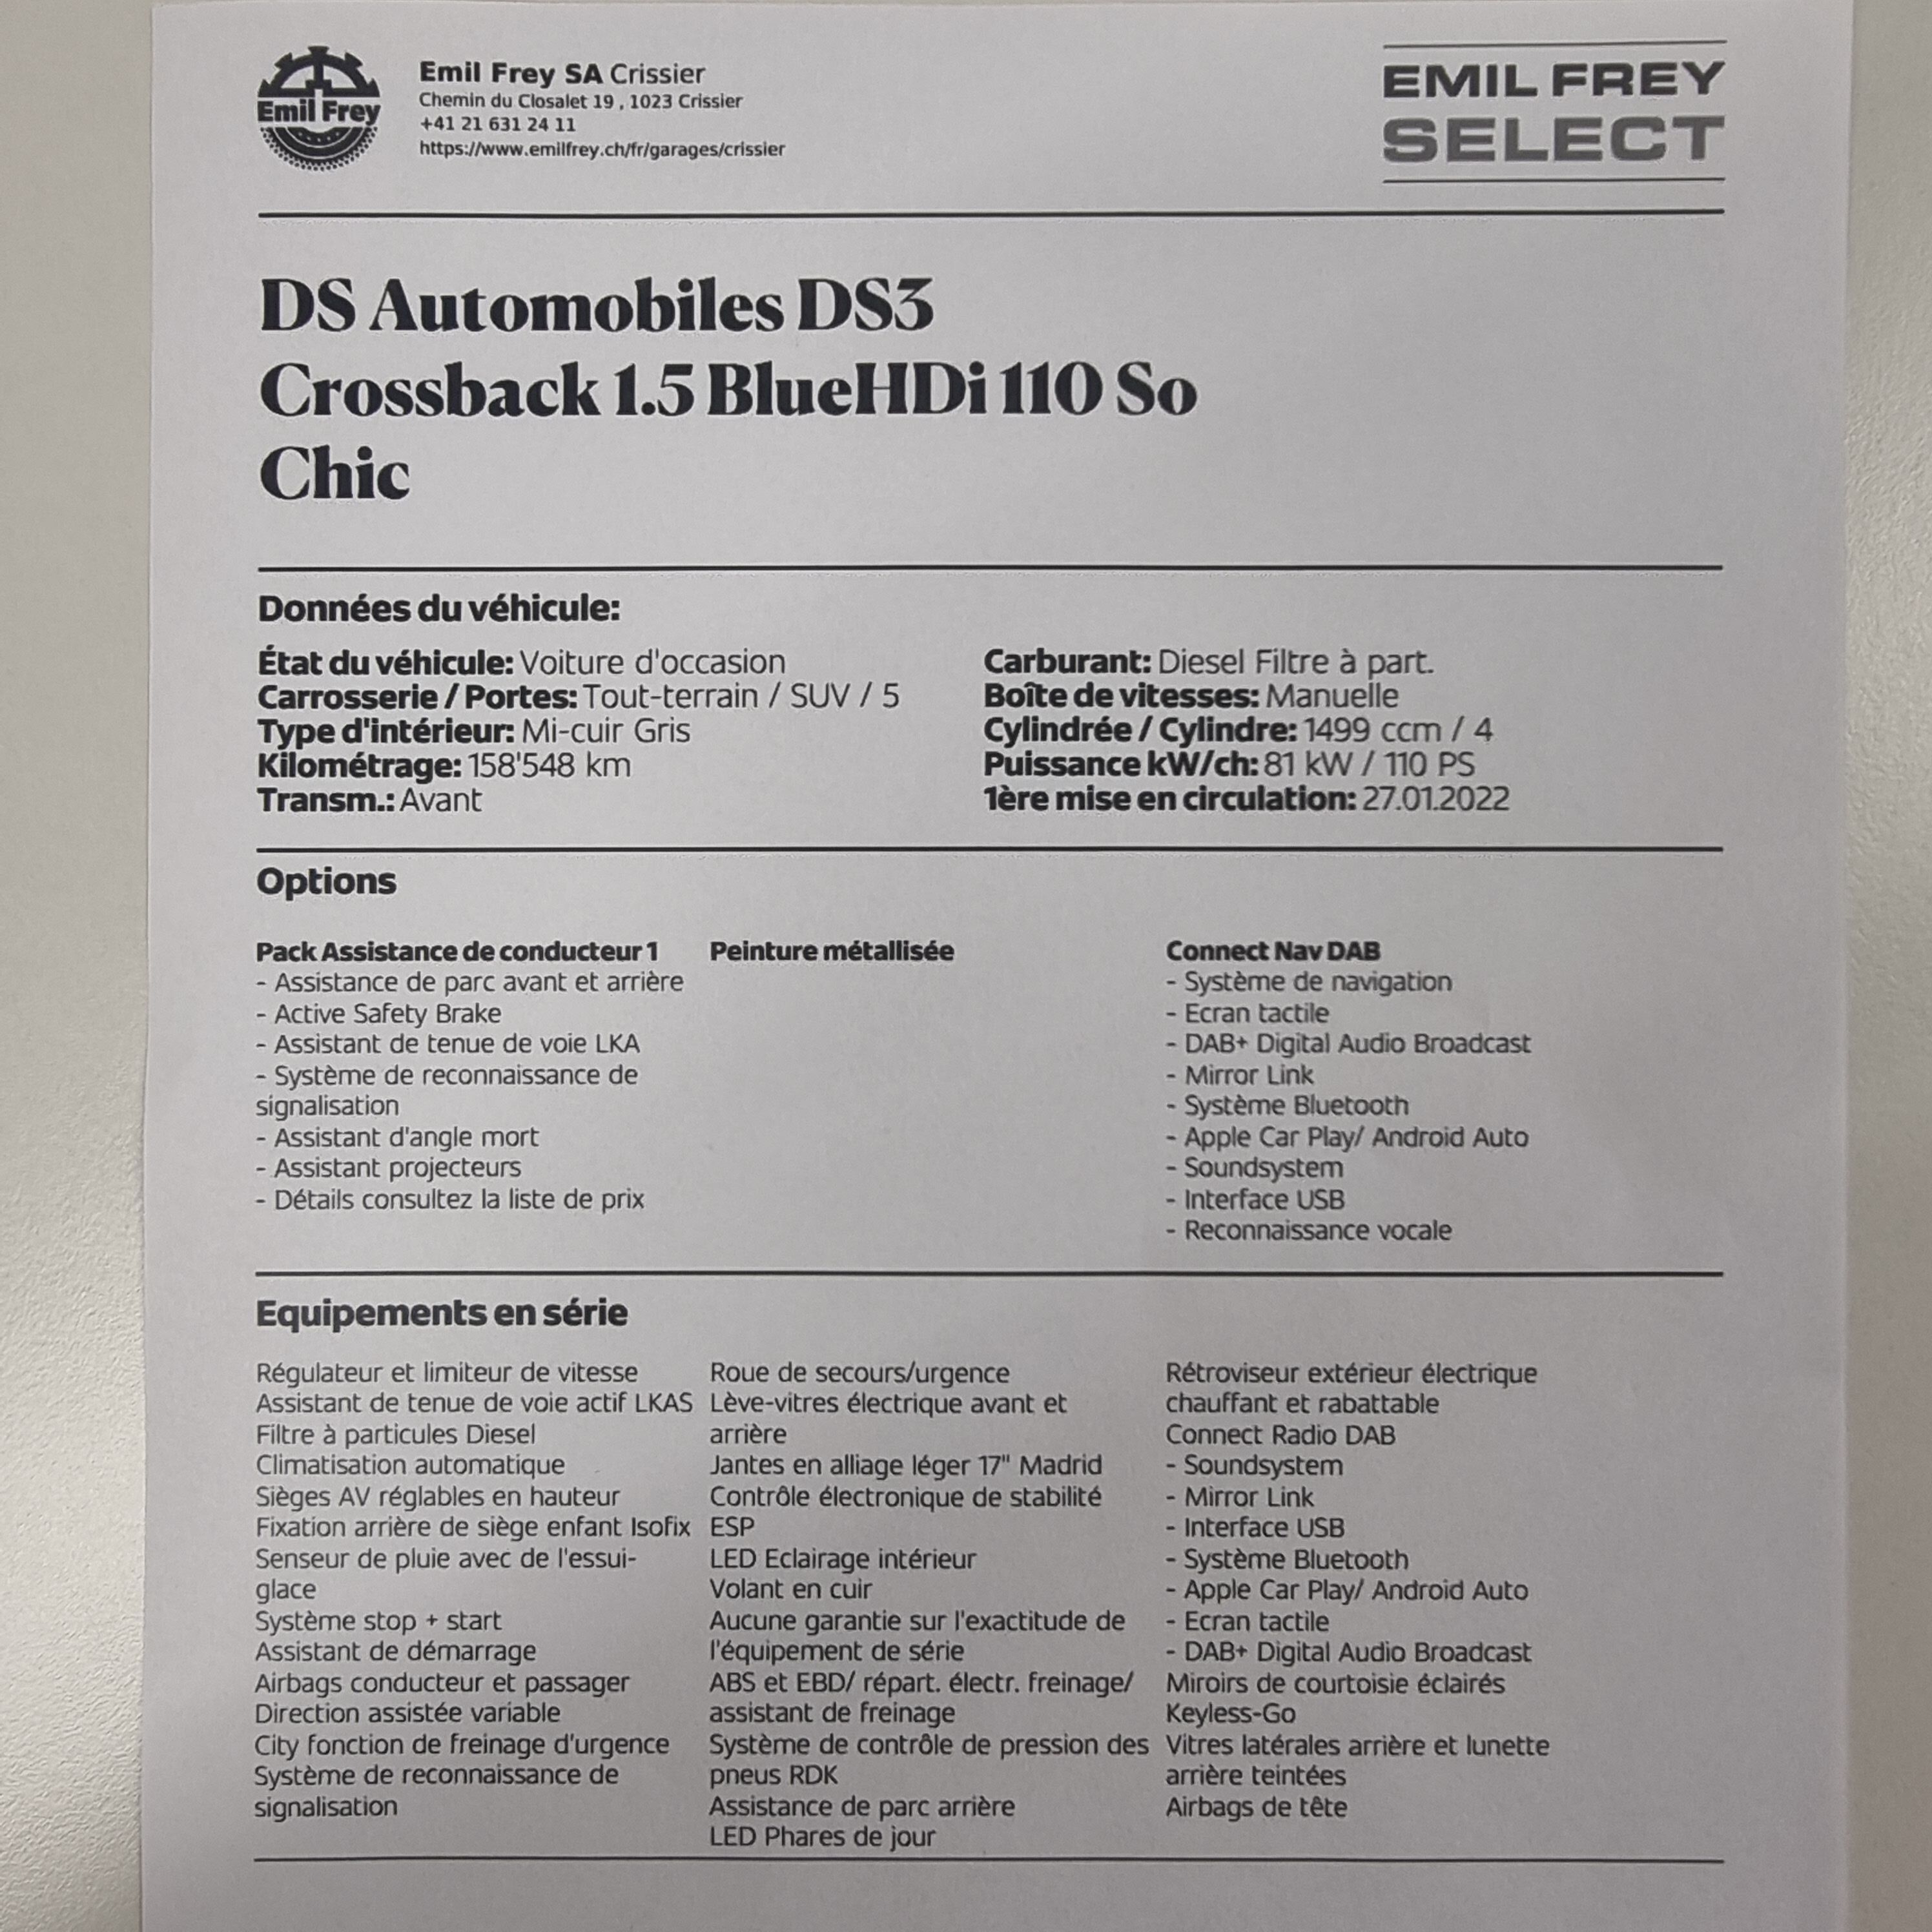 Emil Frey
Emil Frey SA Crissier
Chemin du Closalet 19 , 1023 Crissier
+41 21 631 24 11
https://www.emilfrey.ch/fr/garages/crissier
EMIL FREY
SELECT
DS Automobiles DS3
Crossback 1.5 BlueHDi 110 So
Chic
Données du véhicule:
État du véhicule: Voiture d'occasion
Carrosserie / Portes: Tout-terrain / SUV / 5
Type d'intérieur: Mi-cuir Gris
Kilométrage: 158'548 km
Transm.: Avant
Carburant: Diesel Filtre à part.
Boîte de vitesses: Manuelle
Cylindrée / Cylindre: 1499 ccm / 4
Puissance kW/ch: 81 kW / 110 PS
1ère mise en circulation: 27.01.2022
Options
Pack Assistance de conducteur 1
- Assistance de parc avant et arrière
- Active Safety Brake
- Assistant de tenue de voie LKA
- Système de reconnaissance de
signalisation
- Assistant d'angle mort
- Assistant projecteurs
- Détails consultez la liste de prix
Peinture métallisée
Connect Nav DAB
- Système de navigation
- Ecran tactile
- DAB+ Digital Audio Broadcast
- Mirror Link
- Système Bluetooth
- Apple Car Play/ Android Auto
- Soundsystem
- Interface USB
- Reconnaissance vocale
Equipements en série
Régulateur et limiteur de vitesse
Assistant de tenue de voie actif LKAS
Filtre à particules Diesel
Climatisation automatique
Sièges AV réglables en hauteur
Fixation arrière de siège enfant Isofix
Senseur de pluie avec de l'essui-
glace
Système stop + start
Assistant de démarrage
Airbags conducteur et passager
Direction assistée variable
City fonction de freinage d'urgence
Système de reconnaissance de
signalisation
Roue de secours/urgence
Lève-vitres électrique avant et
arrière
Jantes en alliage léger 17" Madrid
Contrôle électronique de stabilité
ESP
LED Eclairage intérieur
Volant en cuir
Aucune garantie sur l'exactitude de
l'équipement de série
ABS et EBD/ répart. électr. freinage/
assistant de freinage
Système de contrôle de pression des
pneus RDK
Assistance de parc arrière
LED Phares de jour
Rétroviseur extérieur électrique
chauffant et rabattable
Connect Radio DAB
- Soundsystem
- Mirror Link
- Interface USB
- Système Bluetooth
- Apple Car Play/ Android Auto
- Ecran tactile
- DAB+ Digital Audio Broadcast
Miroirs de courtoisie éclairés
Keyless-Go
Vitres latérales arrière et lunette
arrière teintées
Airbags de tête